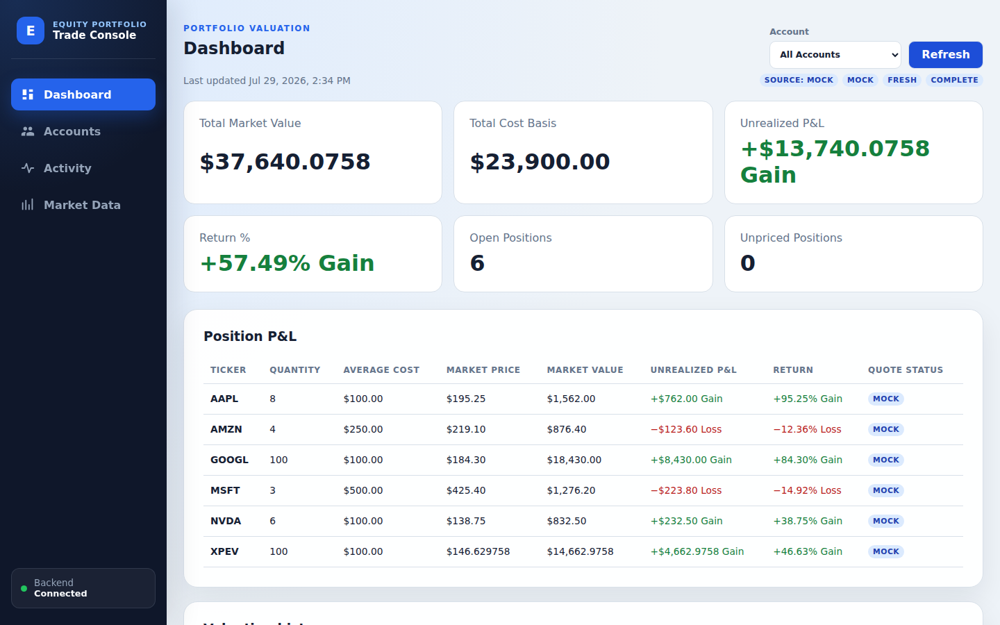 E
EQUITY PORTFOLIO
Trade Console
Dashboard
Accounts
Activity
Market Data
Backend
Connected
PORTFOLIO VALUATION
Dashboard
Last updated Jul 29, 2026, 2:34 PM
Account
All Accounts
Refresh
SOURCE: MOCK MOCK FRESH COMPLETE
Total Market Value
$37,640.0758
Total Cost Basis
$23,900.00
Unrealized P&L
+$13,740.0758
Gain
Return %
+57.49% Gain
Open Positions
6
Unpriced Positions
0
Position P&L
TICKER QUANTITY AVERAGE COST MARKET PRICE MARKET VALUE UNREALIZED P&L RETURN QUOTE STATUS
AAPL 8 $100.00 $195.25 $1,562.00 +$762.00 Gain +95.25% Gain MOCK
AMZN 4 $250.00 $219.10 $876.40 −$123.60 Loss −12.36% Loss MOCK
GOOGL 100 $100.00 $184.30 $18,430.00 +$8,430.00 Gain +84.30% Gain MOCK
MSFT 3 $500.00 $425.40 $1,276.20 −$223.80 Loss −14.92% Loss MOCK
NVDA 6 $100.00 $138.75 $832.50 +$232.50 Gain +38.75% Gain MOCK
XPEV 100 $100.00 $146.629758 $14,662.9758 +$4,662.9758 Gain +46.63% Gain MOCK